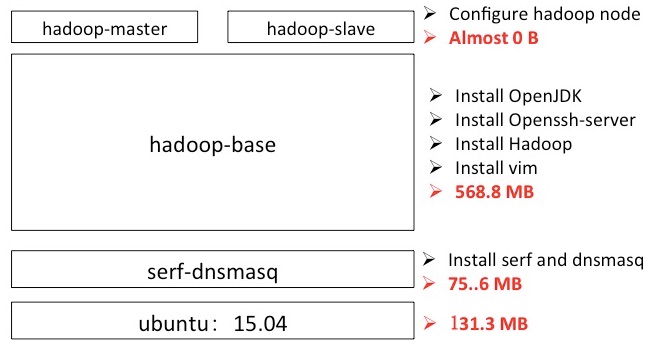 hadoop-master
hadoop-slave
➢ Configure hadoop node
➢ Almost 0 B
hadoop-base
➢ Install OpenJDK
➢ Install Openssh-server
➢ Install Hadoop
➢ Install vim
➢ 568.8 MB
serf-dnsmasq
➢ Install serf and dnsmasq
➢ 75..6 MB
ubuntu： 15.04
➢ 131.3 MB